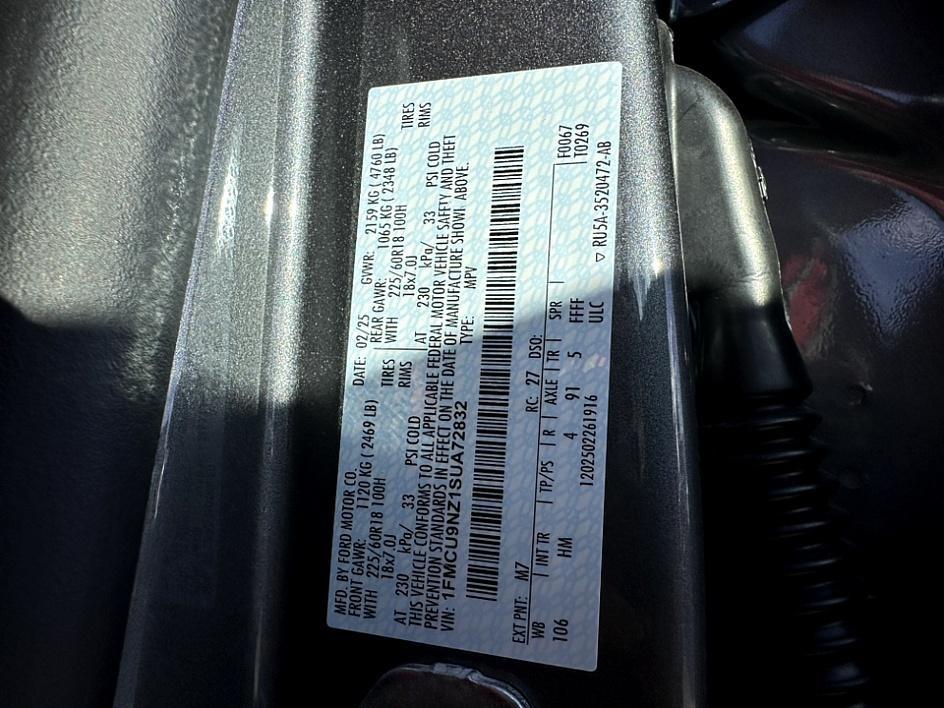 MFD. BY FORD MOTOR CO.
DATE: 02/25 GVWR: 2159 KG ( 4760 LB)
FRONT GAWR: 1120 KG ( 2469 LB) REAR GAWR: 1065 KG ( 2348 LB)
WITH 225/60R18 100H TIRES WITH 225/60R18 100H TIRES
18x7.0J RIMS 18x7.0J RIMS
AT 230 kPa/ 33 PSI COLD AT 230 kPa/ 33 PSI COLD
THIS VEHICLE CONFORMS TO ALL APPLICABLE FEDERAL MOTOR VEHICLE SAFETY AND THEFT
PREVENTION STANDARDS IN EFFECT ON THE DATE OF MANUFACTURE SHOWN ABOVE.
VIN: 1FMCU9NZ1SUA72832 TYPE: MPV
EXT PNT: M7 RC: 27 DSO: F0067
WB INT TR TP/PS R AXLE TR SPR T0269
106 HM 4 91 5 FFFF
1202502261916 ULC ▽ RU5A-3520472-AB